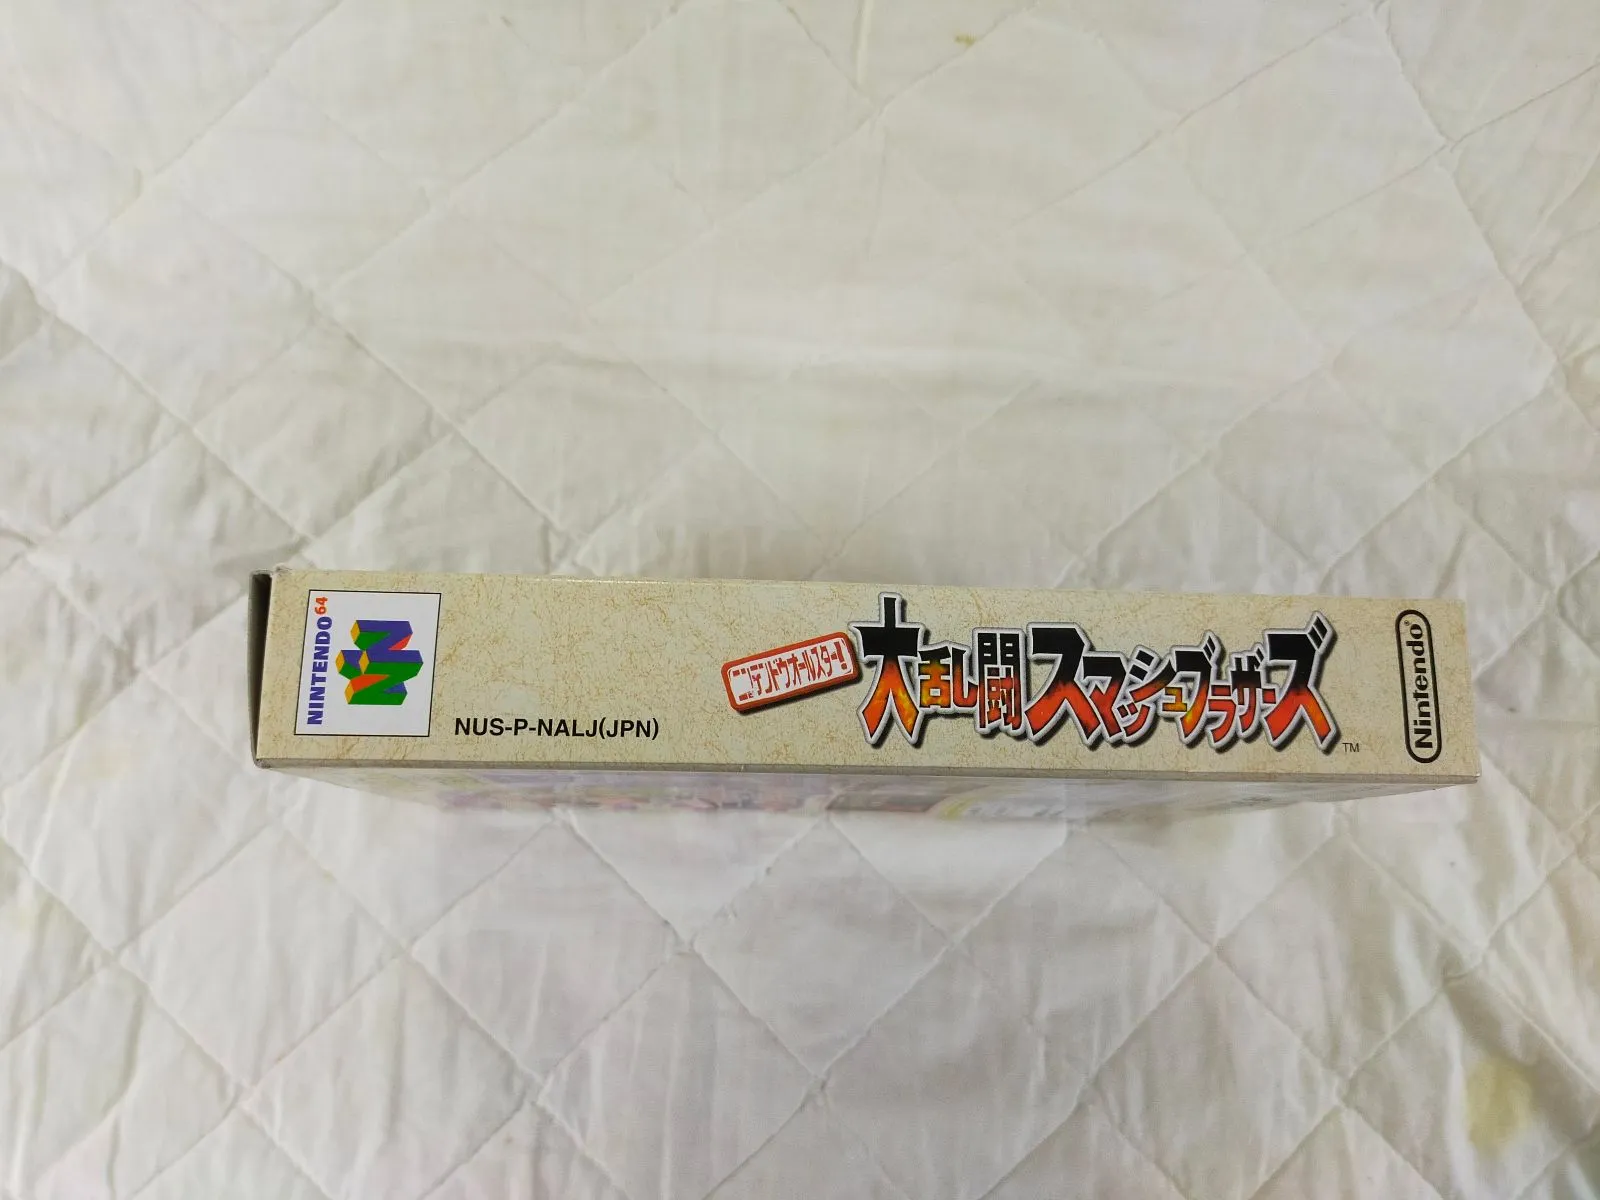 NINTENDO64
NUS-P-NALJ(JPN)
ニンテンドウオールスター!
大乱闘スマッシュブラザーズ
TM
Nintendo®